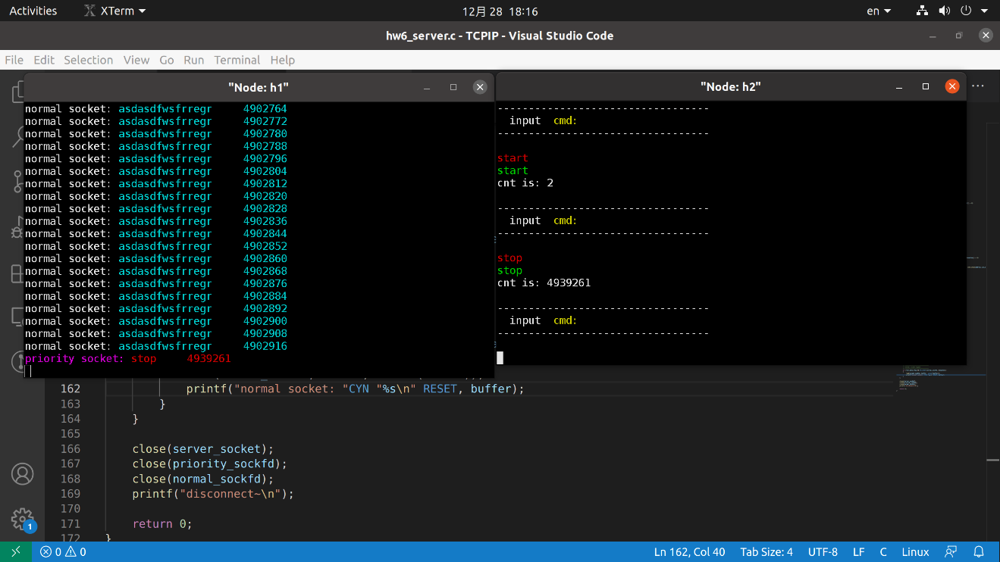 Activities XTerm 12月 28 18:16 en
hw6_server.c - TCPIP - Visual Studio Code
File Edit Selection View Go Run Terminal Help
"Node: h1"
normal socket: asdasdfwsfrregr 4902764
normal socket: asdasdfwsfrregr 4902772
normal socket: asdasdfwsfrregr 4902780
normal socket: asdasdfwsfrregr 4902788
normal socket: asdasdfwsfrregr 4902796
normal socket: asdasdfwsfrregr 4902804
normal socket: asdasdfwsfrregr 4902812
normal socket: asdasdfwsfrregr 4902820
normal socket: asdasdfwsfrregr 4902828
normal socket: asdasdfwsfrregr 4902836
normal socket: asdasdfwsfrregr 4902844
normal socket: asdasdfwsfrregr 4902852
normal socket: asdasdfwsfrregr 4902860
normal socket: asdasdfwsfrregr 4902868
normal socket: asdasdfwsfrregr 4902876
normal socket: asdasdfwsfrregr 4902884
normal socket: asdasdfwsfrregr 4902892
normal socket: asdasdfwsfrregr 4902900
normal socket: asdasdfwsfrregr 4902908
normal socket: asdasdfwsfrregr 4902916
priority socket: stop 4939261
"Node: h2"
----------------------------------
input cmd:
----------------------------------
start
start
cnt is: 2
----------------------------------
input cmd:
----------------------------------
stop
stop
cnt is: 4939261
----------------------------------
input cmd:
----------------------------------
162 printf("normal socket: "CYN "%s\n" RESET, buffer);
163 }
164 }
165
166 close(server_socket);
167 close(priority_sockfd);
168 close(normal_sockfd);
169 printf("disconnect~\n");
170
171 return 0;
172 }
1
0 0 Ln 162, Col 40 Tab Size: 4 UTF-8 LF C Linux